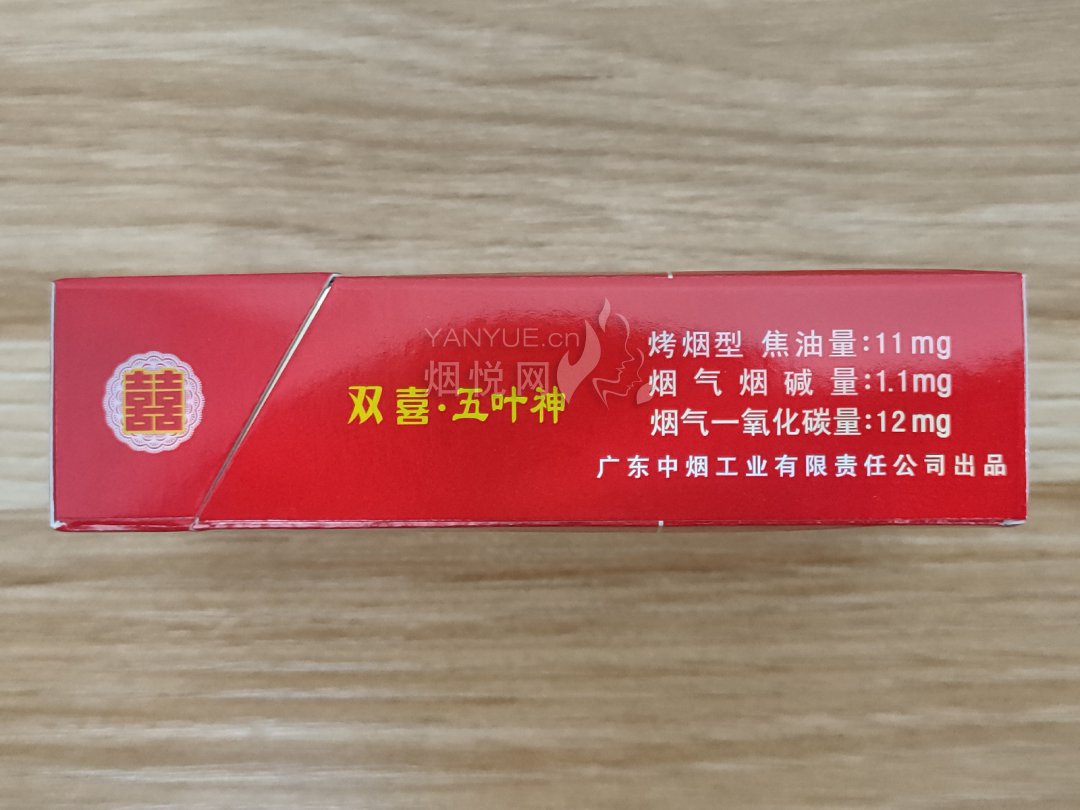 囍
YANYUE.cn
烟悦网
双喜·五叶神
烤烟型 焦油量:11mg
烟气烟碱量:1.1mg
烟气一氧化碳量:12mg
广东中烟工业有限责任公司出品